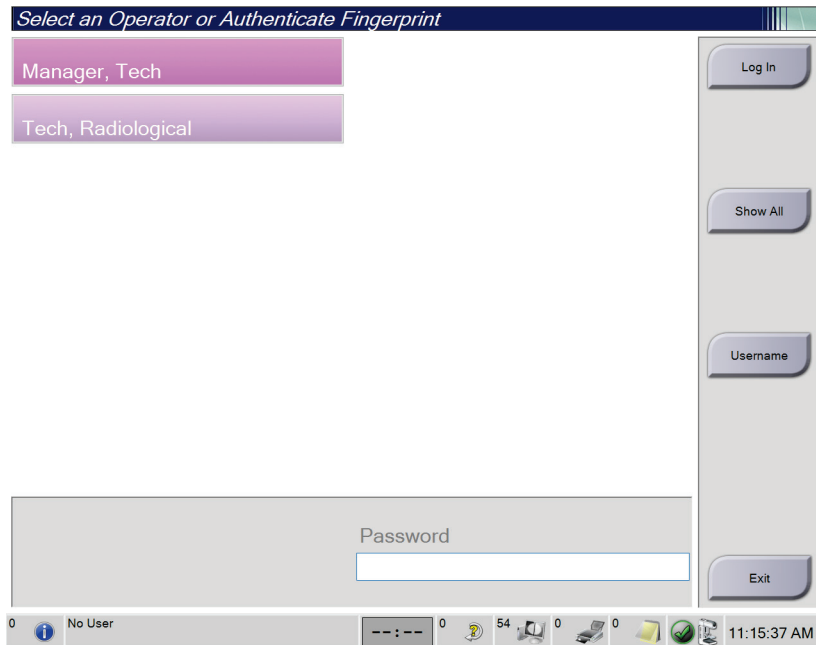 Select an Operator or Authenticate Fingerprint
Manager, Tech
Log In
Tech, Radiological
Show All
Username
Password
Exit
0 No User --:-- 0 54 0 0 11:15:37 AM